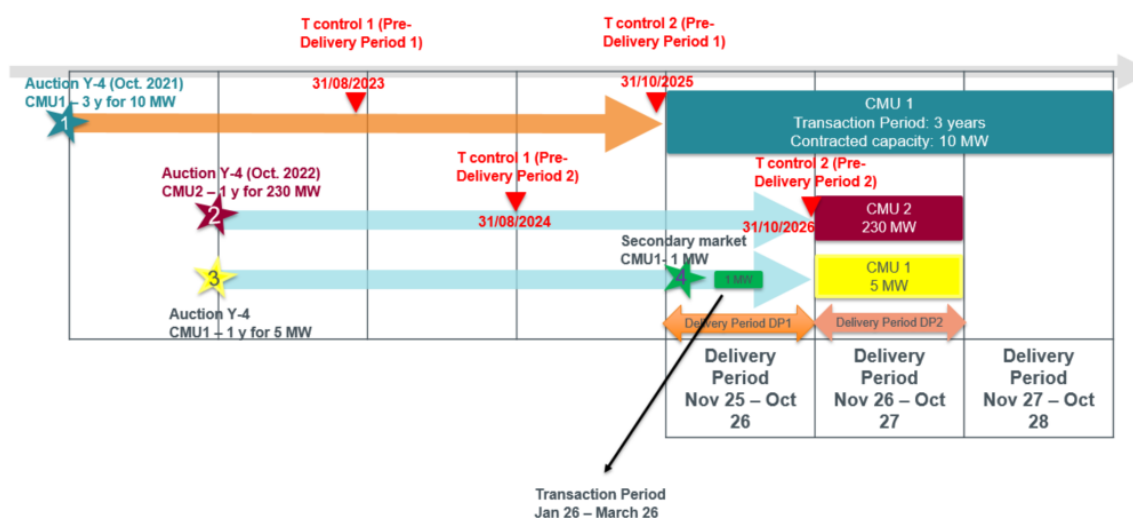 T control 1 (Pre-
Delivery Period 1)
T control 2 (Pre-
Delivery Period 1)
Auction Y-4 (Oct. 2021)
CMU1 – 3 y for 10 MW
31/08/2023
31/10/2025
1
CMU 1
Transaction Period: 3 years
Contracted capacity: 10 MW
Auction Y-4 (Oct. 2022)
CMU2 – 1 y for 230 MW
T control 1 (Pre-
Delivery Period 2)
T control 2 (Pre-
Delivery Period 2)
2
31/08/2024
31/10/2026
CMU 2
230 MW
Secondary market
CMU1- 1 MW
3
4
1 MW
CMU 1
5 MW
Auction Y-4
CMU1 – 1 y for 5 MW
Delivery Period DP1
Delivery Period DP2
Delivery
Period
Nov 25 – Oct
26
Delivery
Period
Nov 26 – Oct
27
Delivery
Period
Nov 27 – Oct
28
Transaction Period
Jan 26 – March 26